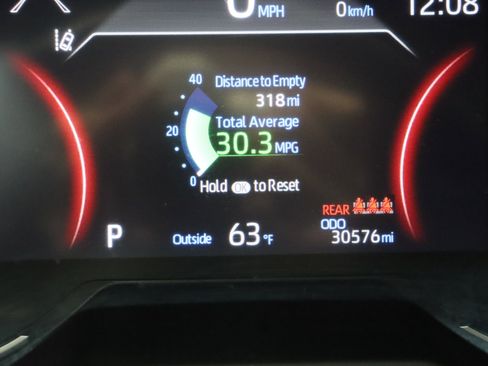 0 MPH 0 km/h 12:08
40 Distance to Empty
318 mi
Total Average
20 30.3 MPG
0 Hold OK to Reset
REAR
ODO
P Outside 63 °F 30576 mi